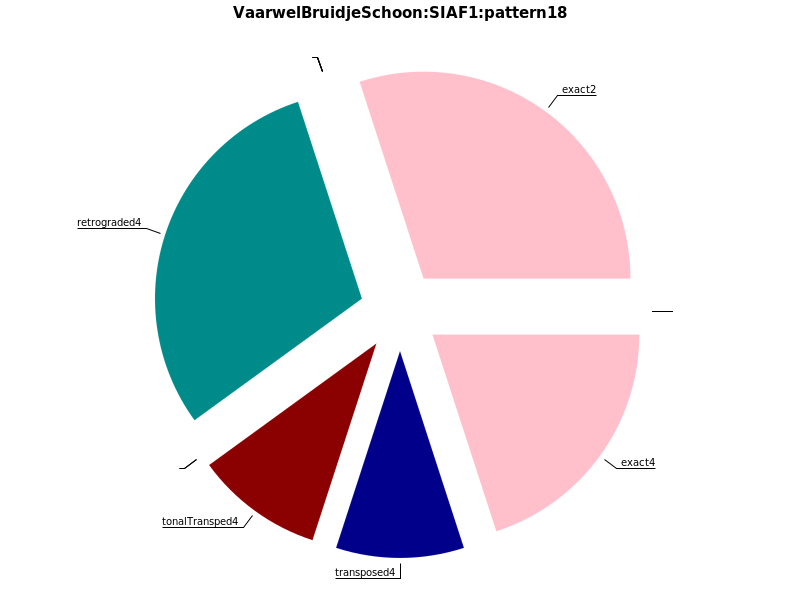 VaarwelBruidjeSchoon:SIAF1:pattern18
exact2
retrograded4
exact4
tonalTransped4
transposed4